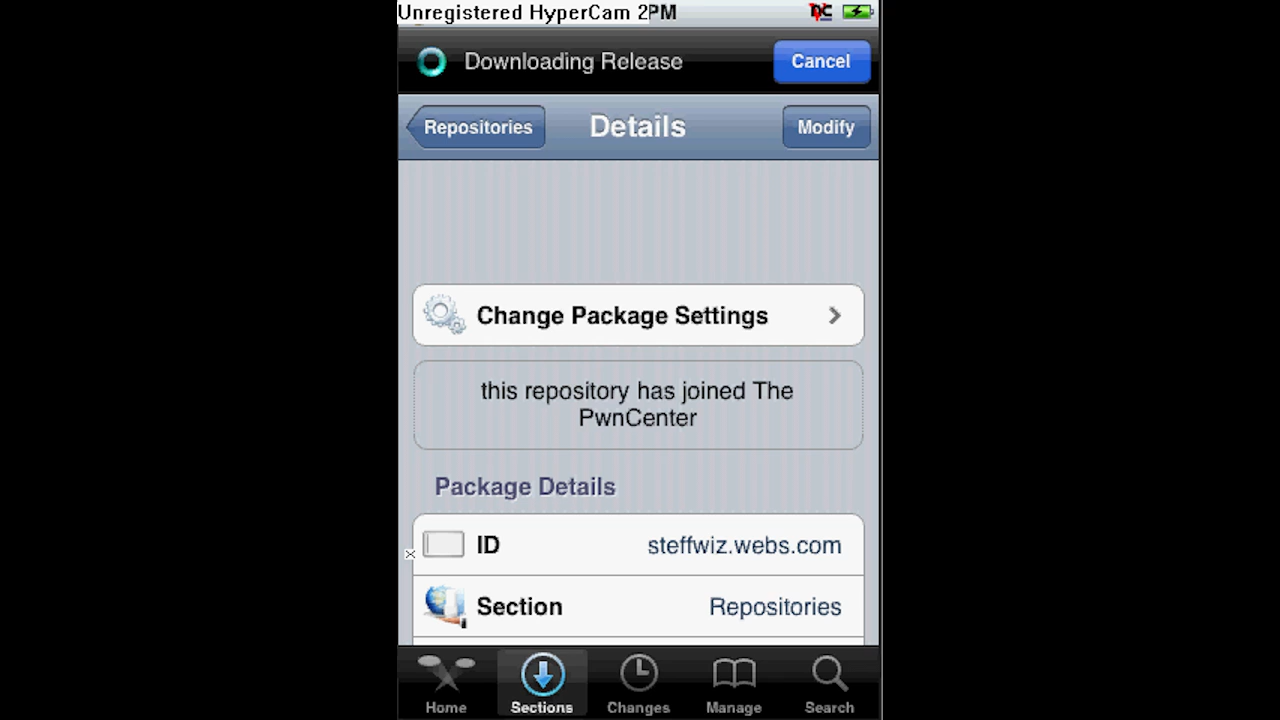 Unregistered HyperCam 2PM
Downloading Release
Cancel
Repositories
Details
Modify
Change Package Settings
this repository has joined The
PwnCenter
Package Details
ID
steffwiz.webs.com
Section
Repositories
Home
Sections
Changes
Manage
Search